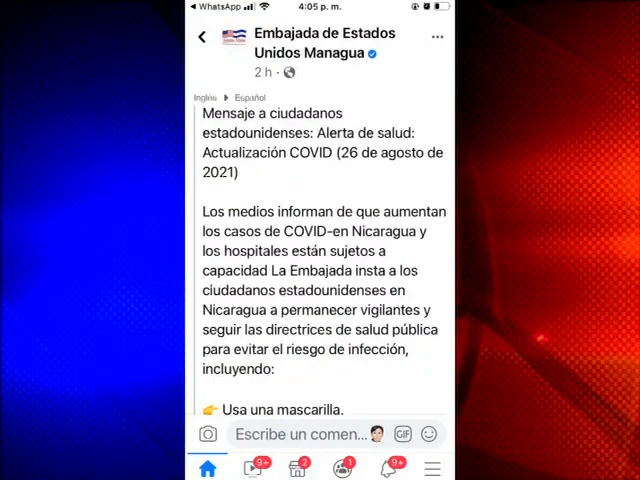 WhatsApp 4:05 p. m.
Embajada de Estados
Unidos Managua
2 h
Inglés Español
Mensaje a ciudadanos
estadounidenses: Alerta de salud:
Actualización COVID (26 de agosto de
2021)
Los medios informan de que aumentan
los casos de COVID-en Nicaragua y
los hospitales están sujetos a
capacidad La Embajada insta a los
ciudadanos estadounidenses en
Nicaragua a permanecer vigilantes y
seguir las directrices de salud pública
para evitar el riesgo de infección,
incluyendo:
👉 Usa una mascarilla.
Escribe un comen... GIF
9+ 2 1 9+